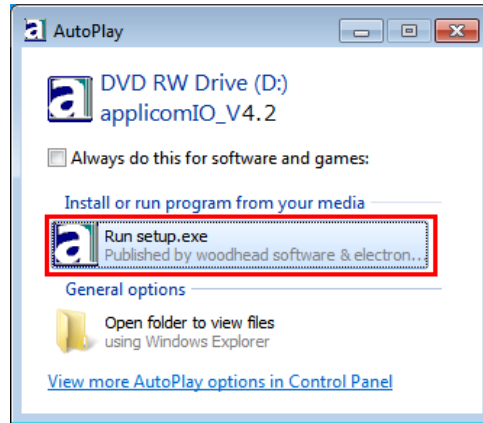 AutoPlay
DVD RW Drive (D:)
applicomIO_V4.2
Always do this for software and games:
Install or run program from your media
Run setup.exe
Published by woodhead software & electron...
General options
Open folder to view files
using Windows Explorer
View more AutoPlay options in Control Panel